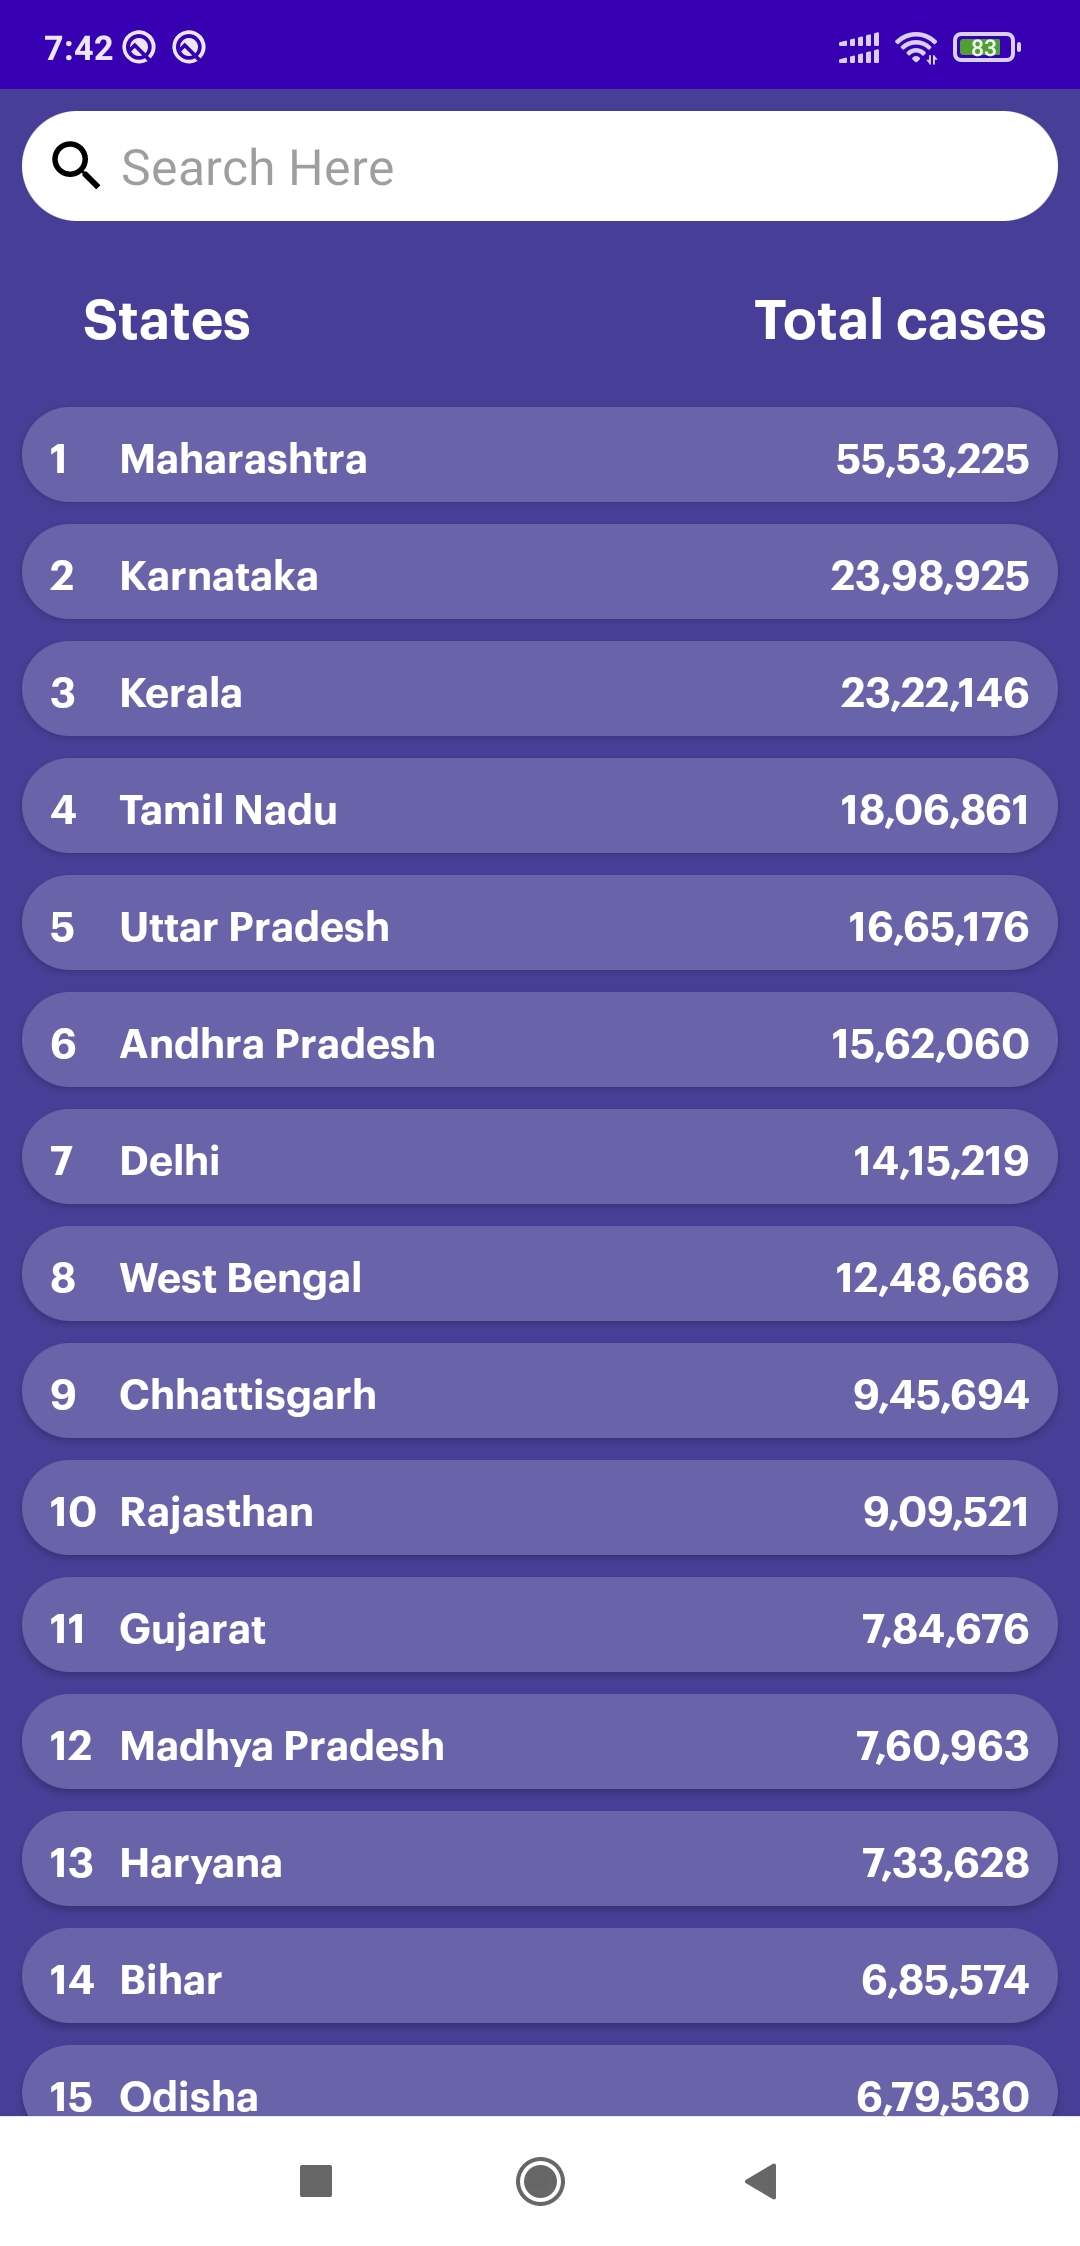 7:42 83
Search Here
States Total cases
1 Maharashtra 55,53,225
2 Karnataka 23,98,925
3 Kerala 23,22,146
4 Tamil Nadu 18,06,861
5 Uttar Pradesh 16,65,176
6 Andhra Pradesh 15,62,060
7 Delhi 14,15,219
8 West Bengal 12,48,668
9 Chhattisgarh 9,45,694
10 Rajasthan 9,09,521
11 Gujarat 7,84,676
12 Madhya Pradesh 7,60,963
13 Haryana 7,33,628
14 Bihar 6,85,574
15 Odisha 6,79,530